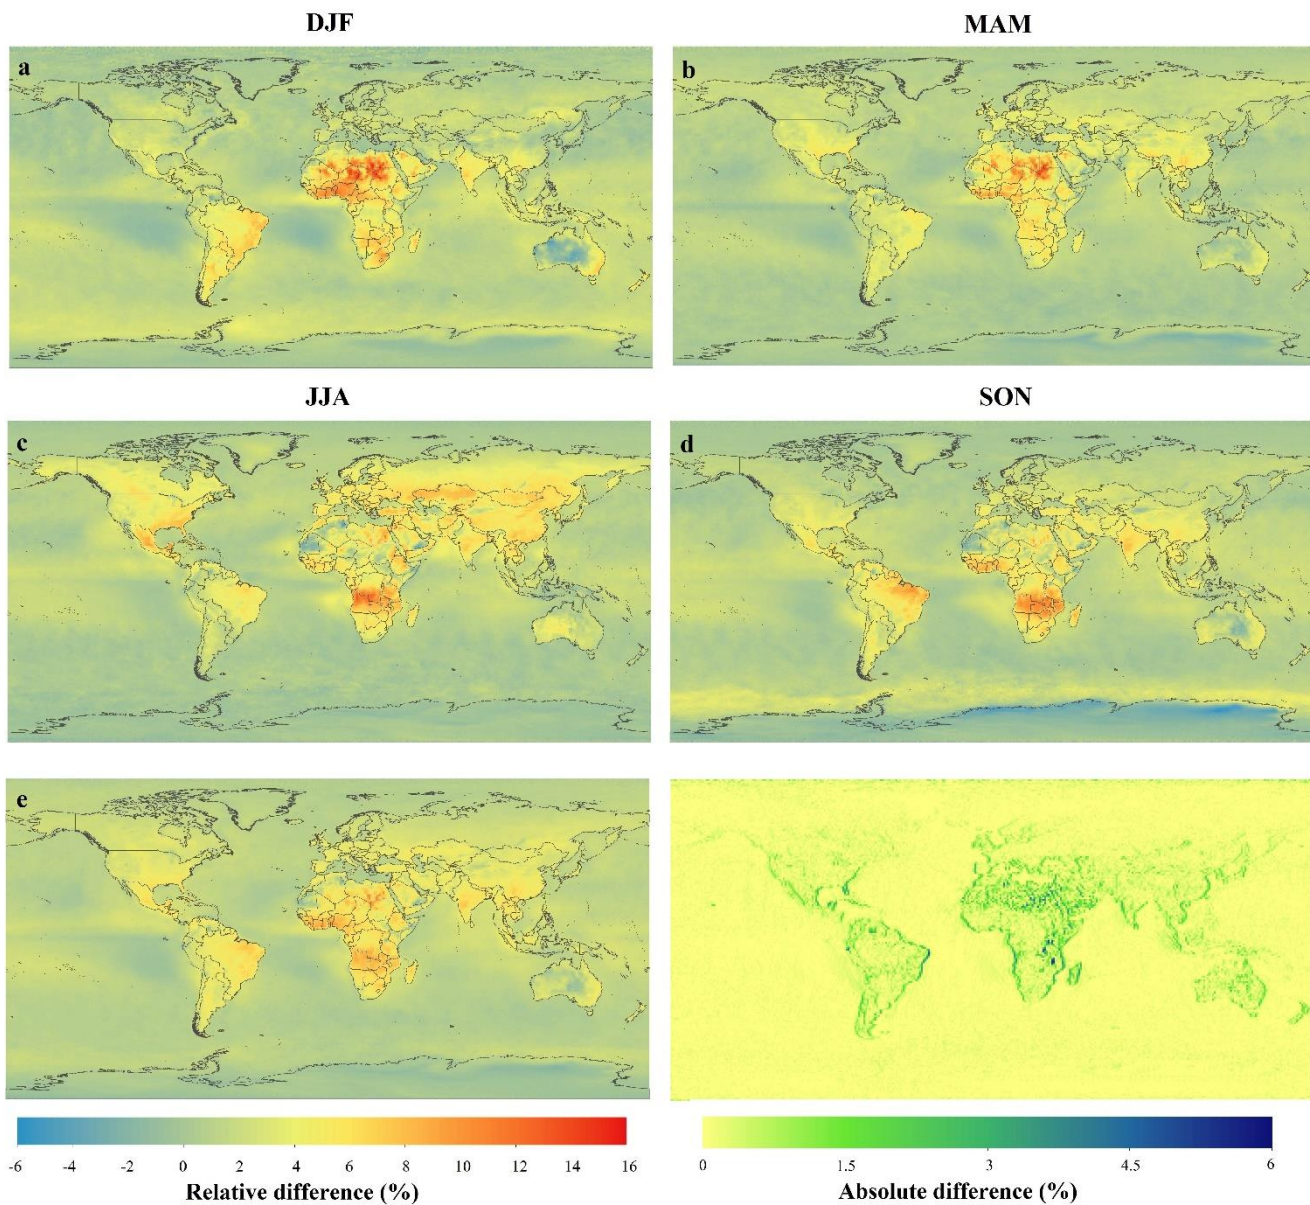 DJF
MAM
a
b
JJA
SON
c
d
e
-6 -4 -2 0 2 4 6 8 10 12 14 16
0 1.5 3 4.5 6
Relative difference (%)
Absolute difference (%)